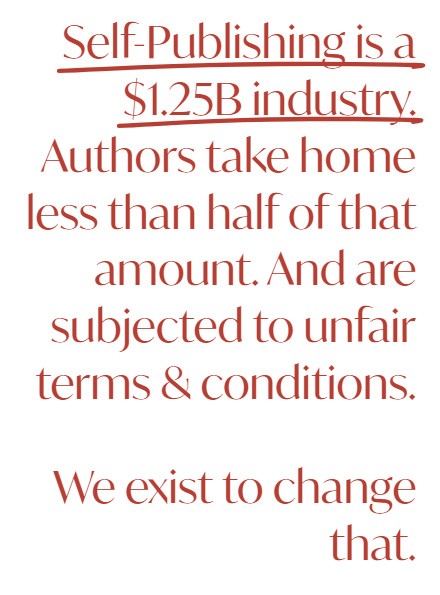 Self-Publishing is a
$1.25B industry.
Authors take home
less than half of that
amount. And are
subjected to unfair
terms & conditions.
We exist to change
that.